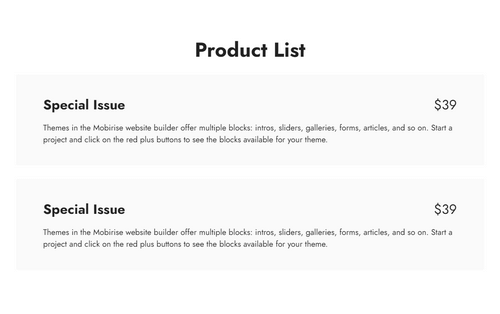 Product List
Special Issue $39
Themes in the Mobirise website builder offer multiple blocks: intros, sliders, galleries, forms, articles, and so on. Start a
project and click on the red plus buttons to see the blocks available for your theme.
Special Issue $39
Themes in the Mobirise website builder offer multiple blocks: intros, sliders, galleries, forms, articles, and so on. Start a
project and click on the red plus buttons to see the blocks available for your theme.